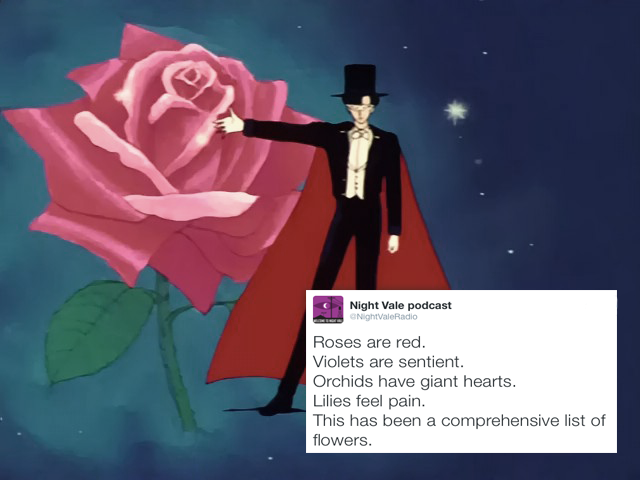 Night Vale podcast
@NightValeRadio
Roses are red.
Violets are sentient.
Orchids have giant hearts.
Lilies feel pain.
This has been a comprehensive list of
flowers.